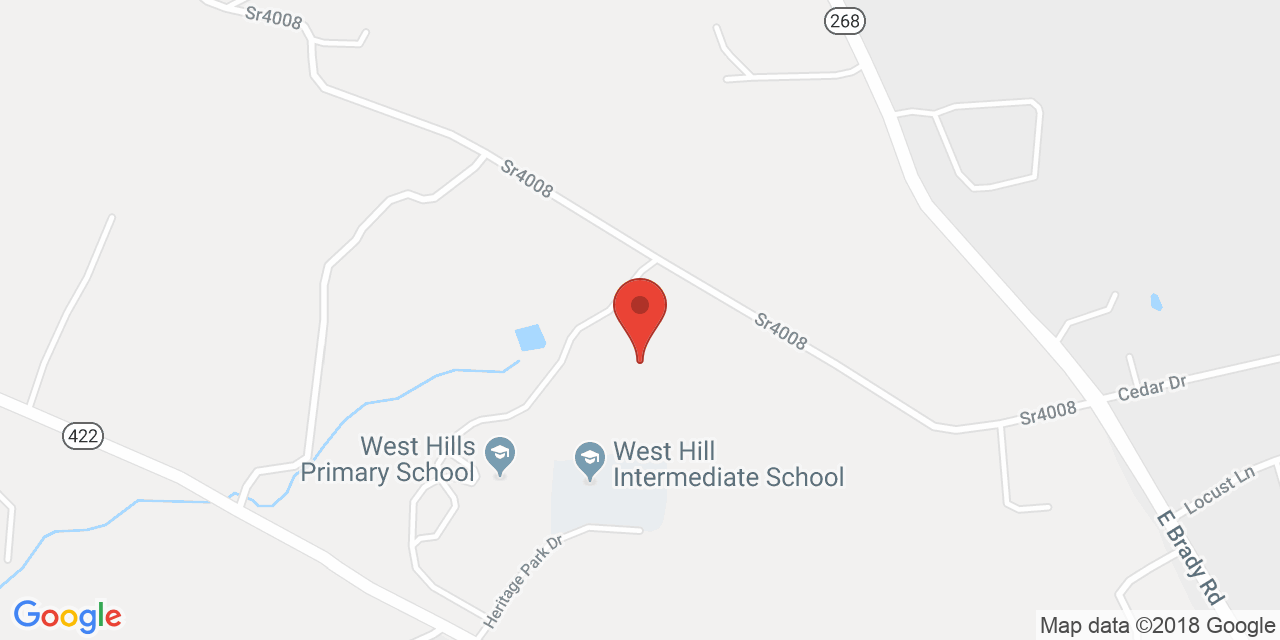 Sr4008
268
Sr4008
Sr4008
Cedar Dr
Sr4008
422
West Hills
Primary School
West Hill
Intermediate School
Locust Ln
E Brady Rd
Heritage Park Dr
Google
Map data ©2018 Google